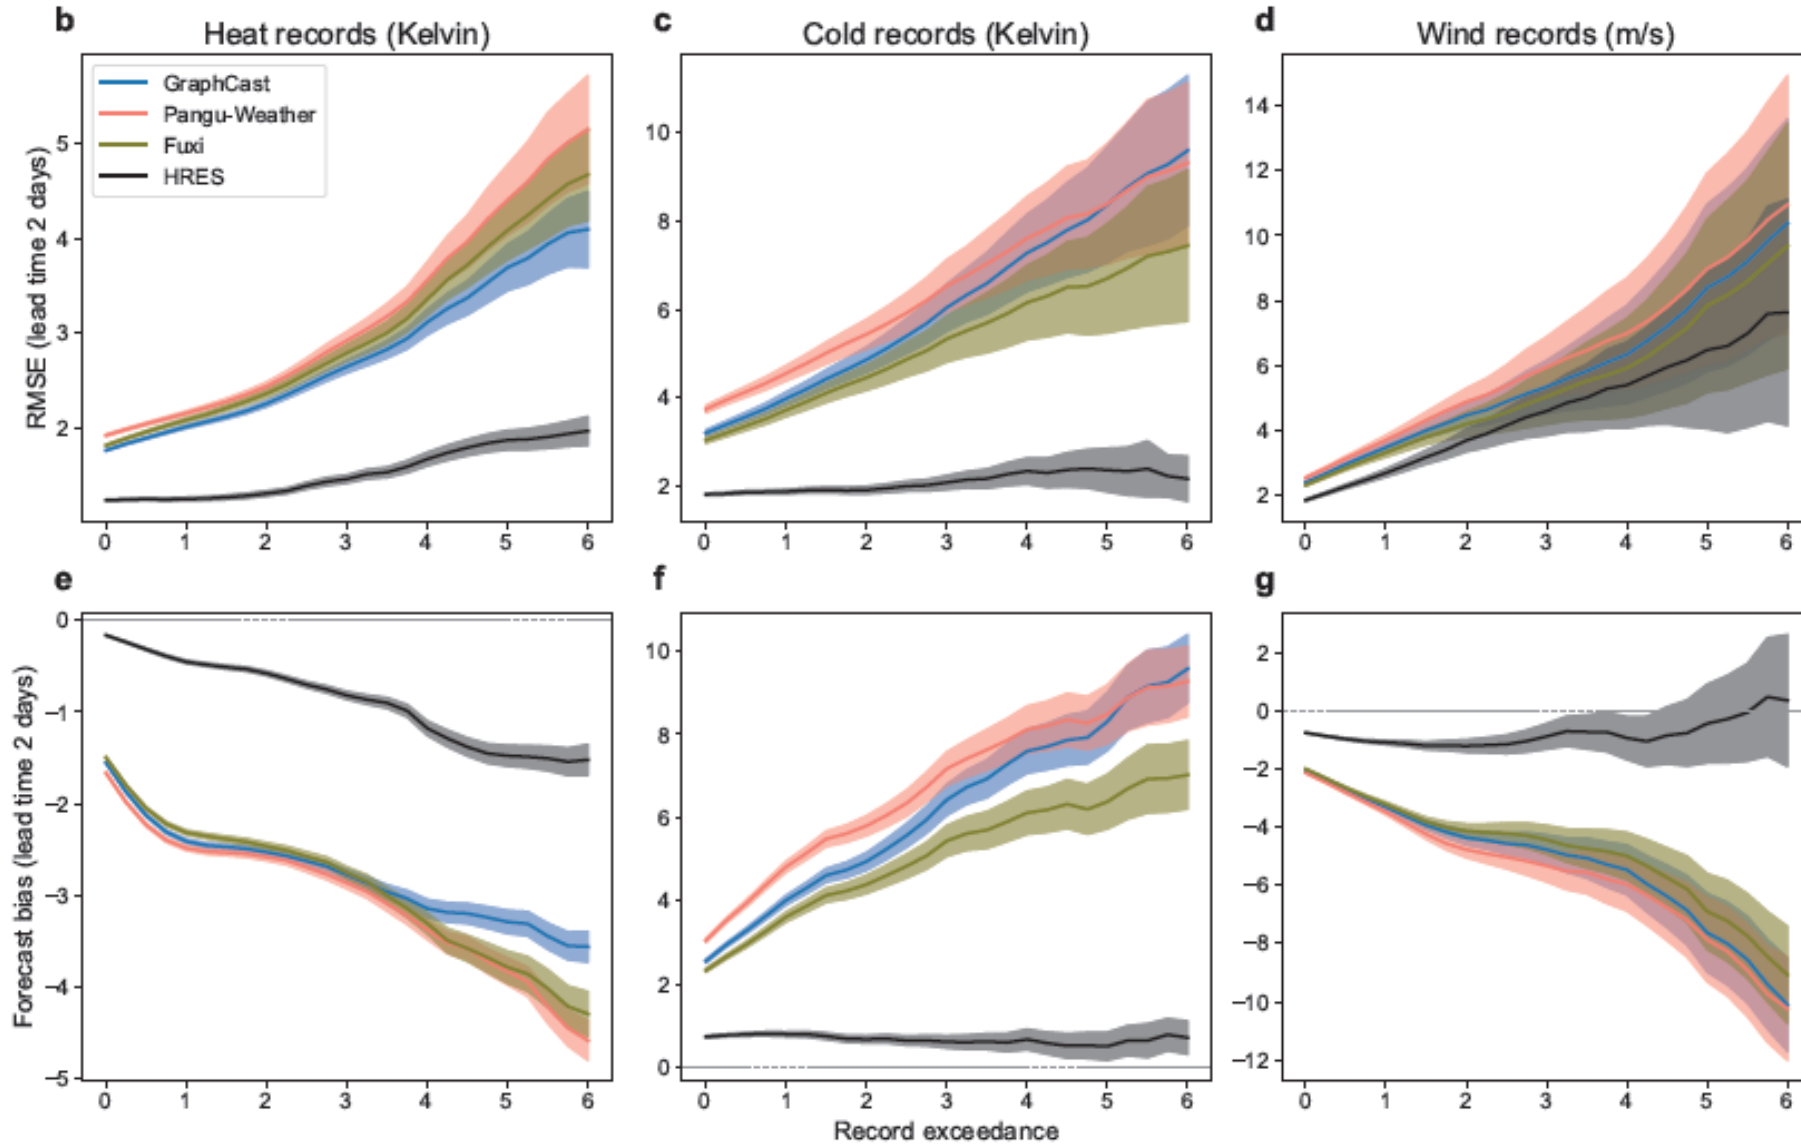 b
Heat records (Kelvin)
c
Cold records (Kelvin)
d
Wind records (m/s)
GraphCast
Pangu-Weather
Fuxi
HRES
RMSE (lead time 2 days)
5
4
3
2
0 1 2 3 4 5 6
10
8
6
4
2
0 1 2 3 4 5 6
14
12
10
8
6
4
2
0 1 2 3 4 5 6
e
f
g
Forecast bias (lead time 2 days)
0
−1
−2
−3
−4
−5
0 1 2 3 4 5 6
10
8
6
4
2
0
0 1 2 3 4 5 6
2
0
−2
−4
−6
−8
−10
−12
0 1 2 3 4 5 6
Record exceedance